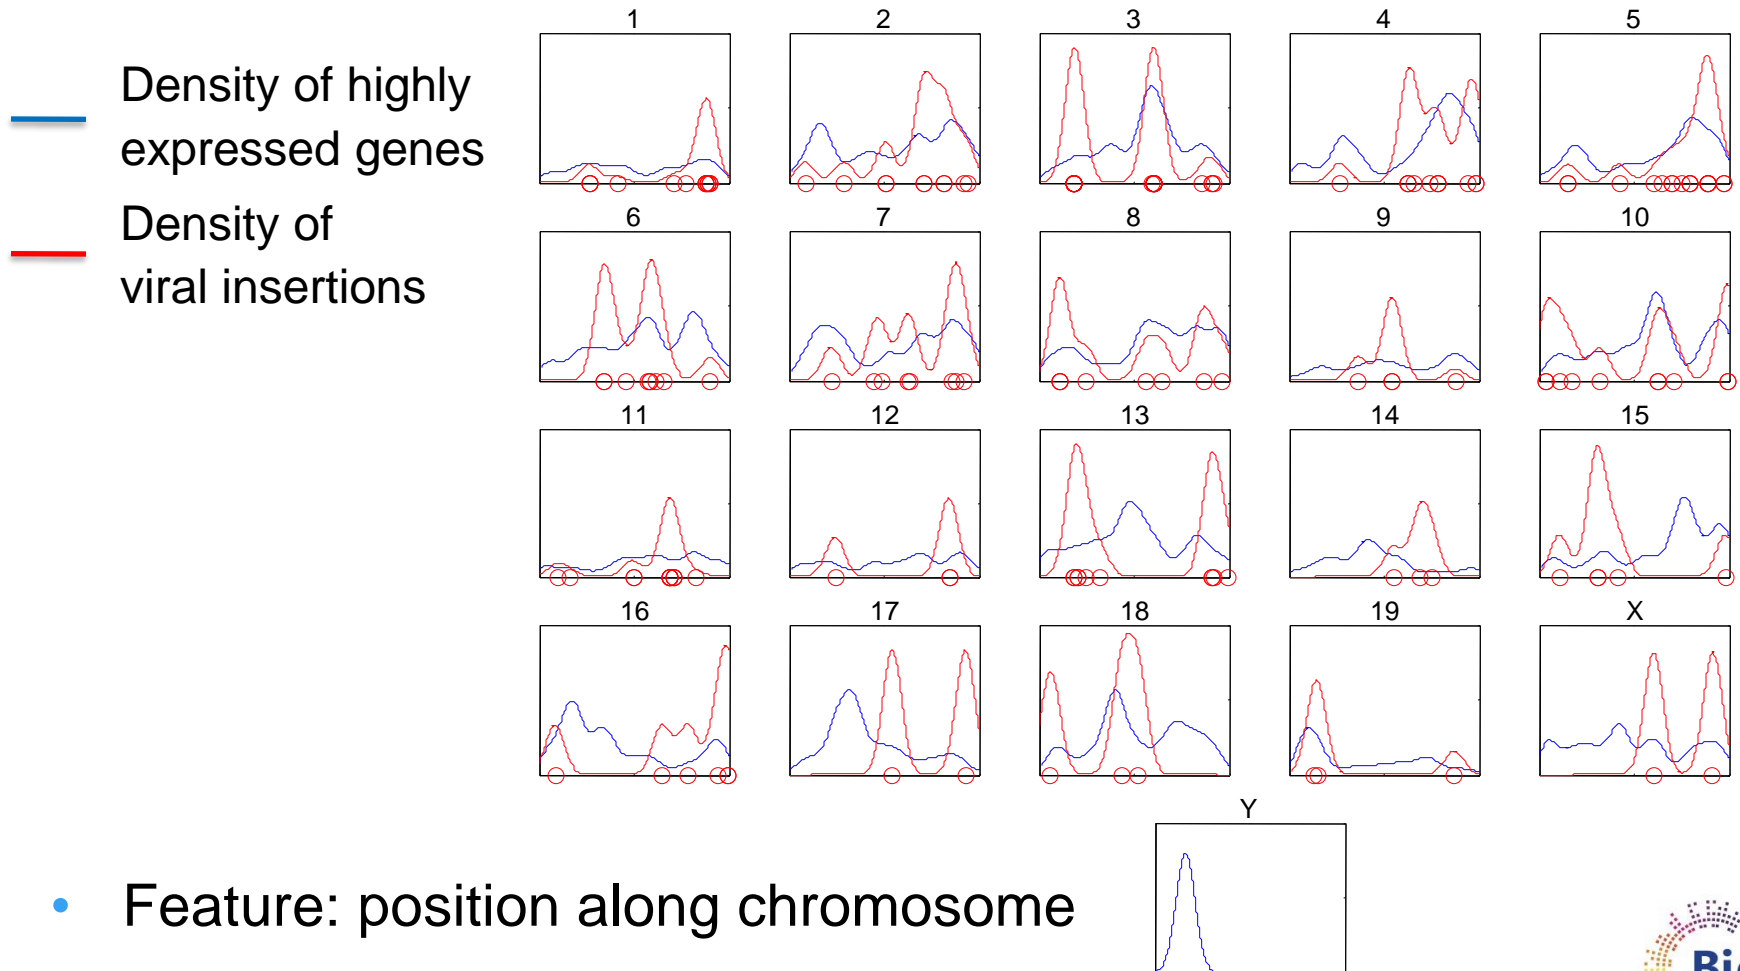 Density of highly
expressed genes
Density of
viral insertions
1
2
3
4
5
6
7
8
9
10
11
12
13
14
15
16
17
18
19
X
Y
• Feature: position along chromosome